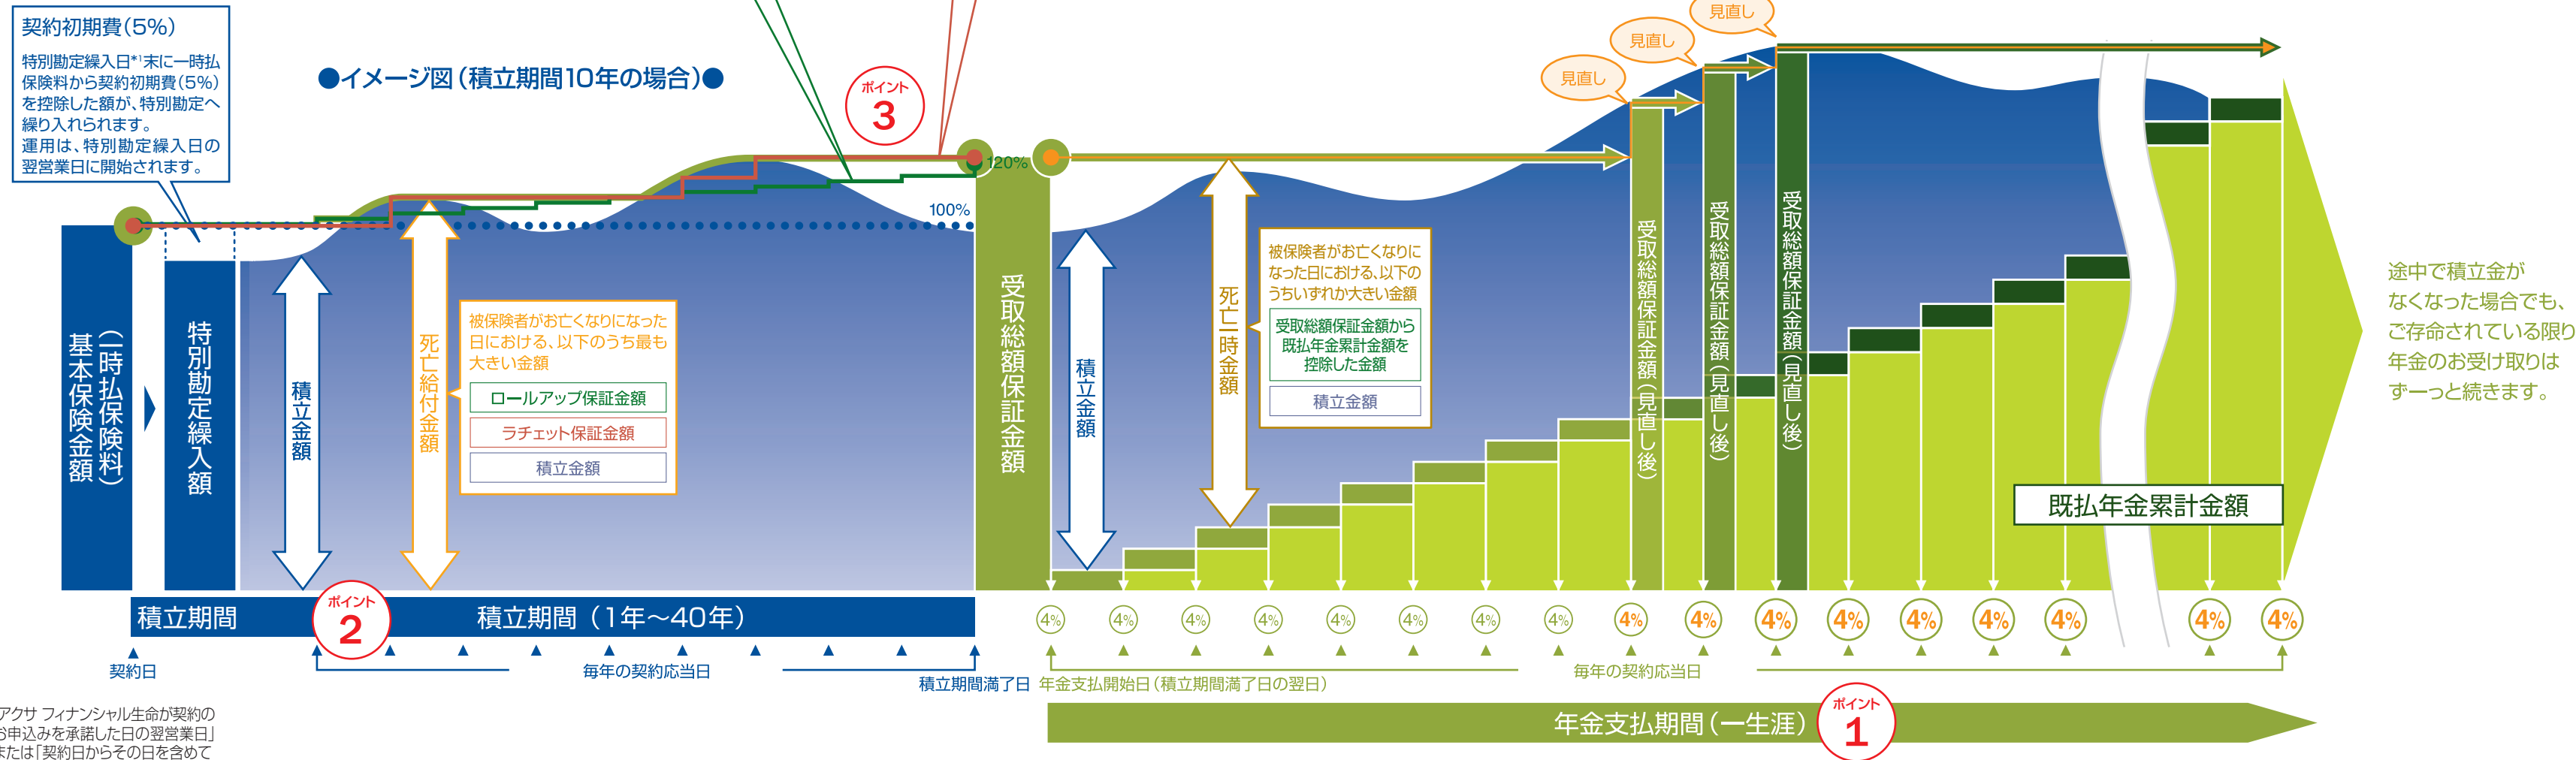 契約初期費（5％）
特別勘定繰入日*¹末に一時払
保険料から契約初期費（5％）
を控除した額が、特別勘定へ
繰り入れられます。
運用は、特別勘定繰入日の
翌営業日に開始されます。
●イメージ図（積立期間10年の場合）●
ポイント
3
見直し
見直し
見直し
120%
100%
基本保険金額
（一時払保険料）
特別勘定繰入額
積立金額
死亡給付金額
被保険者がお亡くなりになった
日における、以下のうち最も
大きい金額
ロールアップ保証金額
ラチェット保証金額
積立金額
受取総額保証金額
積立金額
死亡一時金額
被保険者がお亡くなりに
なった日における、以下の
うちいずれか大きい金額
受取総額保証金額から
既払年金累計金額を
控除した金額
積立金額
受取総額保証金額（見直し後）
受取総額保証金額（見直し後）
受取総額保証金額（見直し後）
既払年金累計金額
途中で積立金が
なくなった場合でも、
ご存命されている限り
年金のお受け取りは
ずーっと続きます。
積立期間
ポイント
2
積立期間（1年〜40年）
4% 4% 4% 4% 4% 4% 4% 4% 4% 4% 4% 4% 4% 4% 4% 4% 4%
契約日
毎年の契約応当日
積立期間満了日
年金支払開始日（積立期間満了日の翌日）
毎年の契約応当日
年金支払期間（一生涯）
ポイント
1
アクサ フィナンシャル生命が契約の
お申込みを承諾した日の翌営業日」
または「契約日からその日を含めて